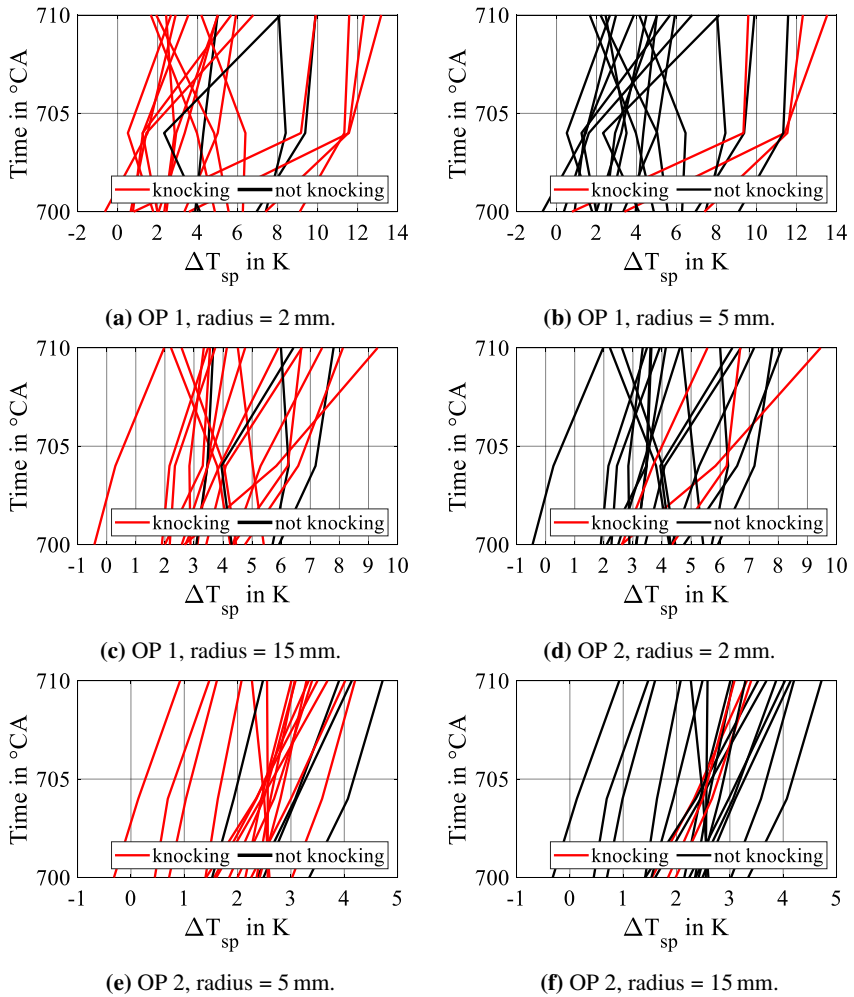 710
705
700
-2 0 2 4 6 8 10 12 14
Time in °CA
ΔTsp in K
knocking not knocking
(a) OP 1, radius = 2 mm.
710
705
700
-2 0 2 4 6 8 10 12 14
Time in °CA
ΔTsp in K
knocking not knocking
(b) OP 1, radius = 5 mm.
710
705
700
-1 0 1 2 3 4 5 6 7 8 9 10
Time in °CA
ΔTsp in K
knocking not knocking
(c) OP 1, radius = 15 mm.
710
705
700
-1 0 1 2 3 4 5 6 7 8 9 10
Time in °CA
ΔTsp in K
knocking not knocking
(d) OP 2, radius = 2 mm.
710
705
700
-1 0 1 2 3 4 5
Time in °CA
ΔTsp in K
knocking not knocking
(e) OP 2, radius = 5 mm.
710
705
700
-1 0 1 2 3 4 5
Time in °CA
ΔTsp in K
knocking not knocking
(f) OP 2, radius = 15 mm.